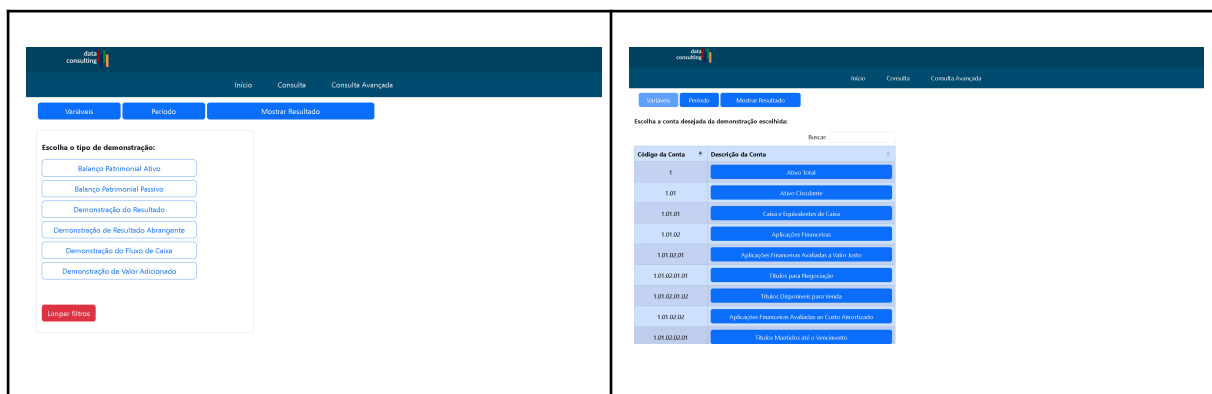 data
consulting
Início Consulta Consulta Avançada
Variáveis Período Mostrar Resultado
Escolha o tipo de demonstração:
Balanço Patrimonial Ativo
Balanço Patrimonial Passivo
Demonstração do Resultado
Demonstração de Resultado Abrangente
Demonstração do Fluxo de Caixa
Demonstração de Valor Adicionado
Limpar filtros
data
consulting
Início Consulta Consulta Avançada
Variáveis Período Mostrar Resultado
Escolha a conta desejada da demonstração escolhida:
Buscar:
Código da Conta Descrição da Conta
1 Ativo Total
1.01 Ativo Circulante
1.01.01 Caixa e Equivalentes de Caixa
1.01.02 Aplicações Financeiras
1.01.02.01 Aplicações Financeiras Avaliadas a Valor Justo
1.01.02.01.01 Títulos para Negociação
1.01.02.01.02 Títulos Disponíveis para Venda
1.01.02.02 Aplicações Financeiras Avaliadas ao Custo Amortizado
1.01.02.02.01 Títulos Mantidos até o Vencimento